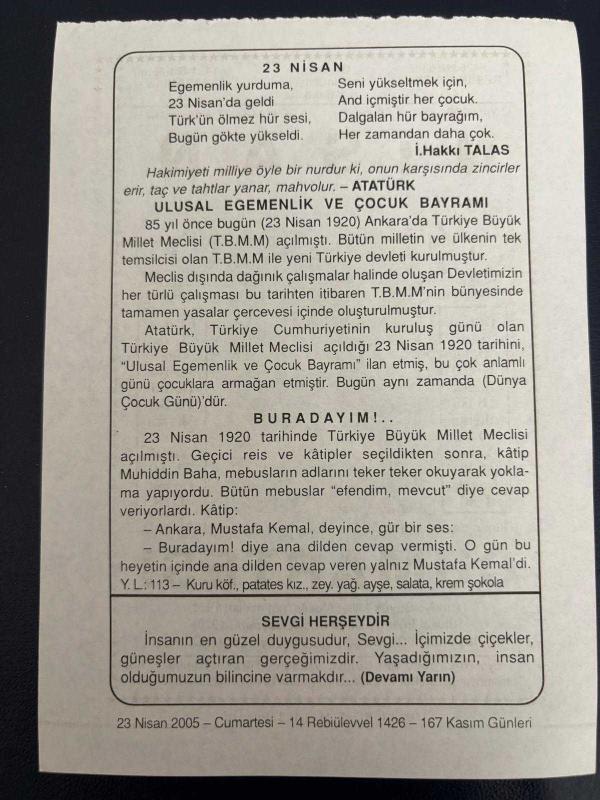 23 NİSAN
Egemenlik yurduma,
23 Nisan'da geldi
Türk'ün ölmez hür sesi,
Bugün gökte yükseldi.
Seni yükseltmek için,
And içmiştir her çocuk.
Dalgalan hür bayrağım,
Her zamandan daha çok.
İ.Hakkı TALAS
Hakimiyeti milliye öyle bir nurdur ki, onun karşısında zincirler
erir, taç ve tahtlar yanar, mahvolur. – ATATÜRK
ULUSAL EGEMENLİK VE ÇOCUK BAYRAMI
85 yıl önce bugün (23 Nisan 1920) Ankara'da Türkiye Büyük
Millet Meclisi (T.B.M.M) açılmıştı. Bütün milletin ve ülkenin tek
temsilcisi olan T.B.M.M ile yeni Türkiye devleti kurulmuştur.
Meclis dışında dağınık çalışmalar halinde oluşan Devletimizin
her türlü çalışması bu tarihten itibaren T.B.M.M'nin bünyesinde
tamamen yasalar çercevesi içinde oluşturulmuştur.
Atatürk, Türkiye Cumhuriyetinin kuruluş günü olan
Türkiye Büyük Millet Meclisi açıldığı 23 Nisan 1920 tarihini,
“Ulusal Egemenlik ve Çocuk Bayramı” ilan etmiş, bu çok anlamlı
günü çocuklara armağan etmiştir. Bugün aynı zamanda (Dünya
Çocuk Günü)'dür.
BURADAYIM!..
23 Nisan 1920 tarihinde Türkiye Büyük Millet Meclisi
açılmıştı. Geçici reis ve kâtipler seçildikten sonra, kâtip
Muhiddin Baha, mebusların adlarını teker teker okuyarak yokla-
ma yapıyordu. Bütün mebuslar “efendim, mevcut” diye cevap
veriyorlardı. Kâtip:
– Ankara, Mustafa Kemal, deyince, gür bir ses:
– Buradayım! diye ana dilden cevap vermişti. O gün bu
heyetin içinde ana dilden cevap veren yalnız Mustafa Kemal'di.
Y. L.: 113 – Kuru köf., patates kız., zey. yağ. ayşe, salata, krem şokola
SEVGİ HERŞEYDİR
İnsanın en güzel duygusudur, Sevgi... İçimizde çiçekler,
güneşler açtıran gerçeğimizdir. Yaşadığımızın, insan
olduğumuzun bilincine varmakdır... (Devamı Yarın)
23 Nisan 2005 – Cumartesi – 14 Rebiülevvel 1426 – 167 Kasım Günleri